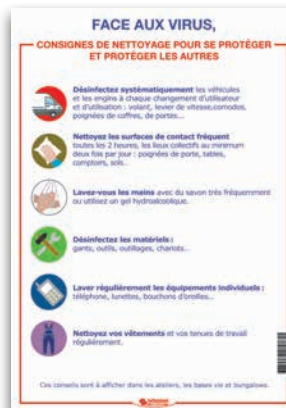 FACE AUX VIRUS,
CONSIGNES DE NETTOYAGE POUR SE PROTÉGER
ET PROTÉGER LES AUTRES
Désinfectez systématiquement les véhicules
et les engins à chaque changement d'utilisateur
et d'utilisation : volant, levier de vitesse,comodos,
poignées de coffres, de portes...
Nettoyez les surfaces de contact fréquent
toutes les 2 heures, les lieux collectifs au minimum
deux fois par jour : poignées de porte, tables,
comptoirs, sols...
Lavez-vous les mains avec du savon très fréquemment
ou utilisez un gel hydroalcoolique.
Désinfectez les matériels :
gants, outils, outillages, chariots...
Laver régulièrement les équipements individuels :
téléphone, lunettes, bouchons d'oreilles...
Nettoyez vos vêtements et vos tenues de travail
régulièrement.
Ces conseils sont à afficher dans les ateliers, les bases vie et bungalows.